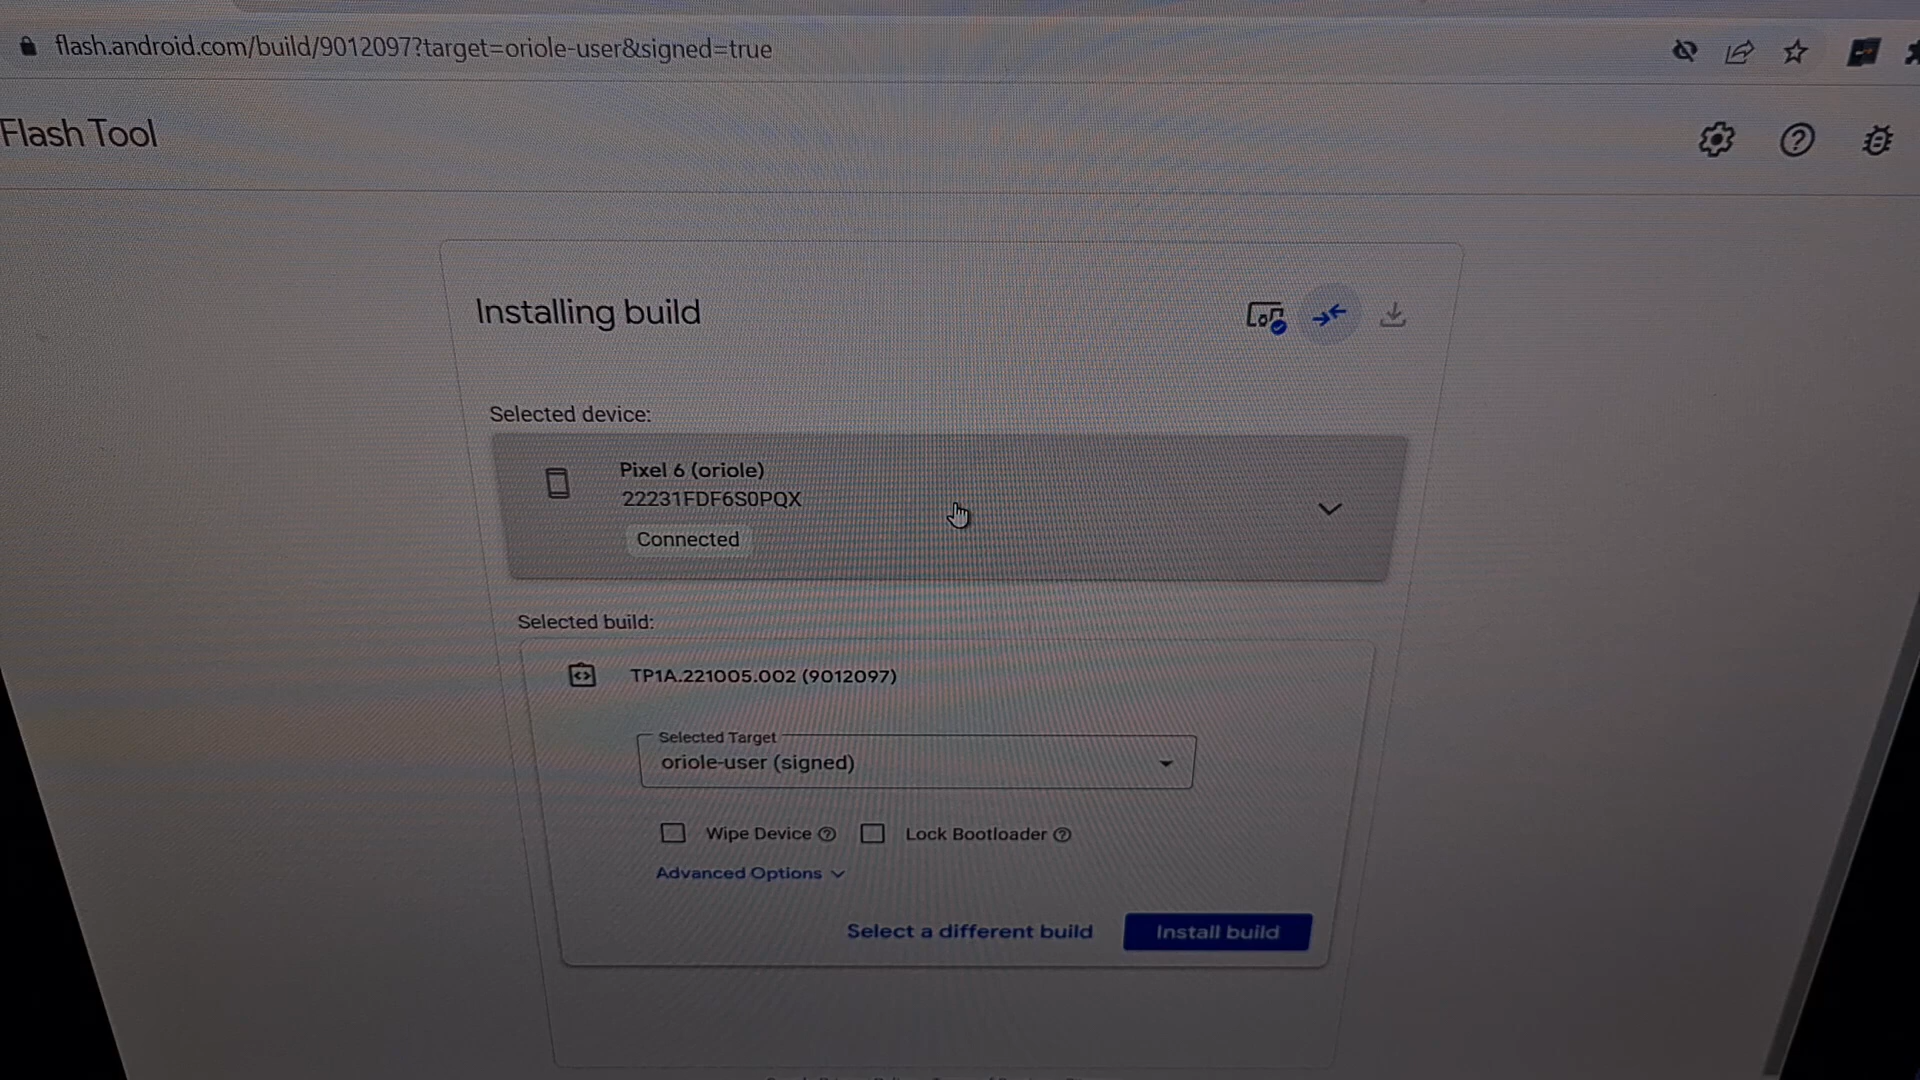 flash.android.com/build/9012097?target=oriole-user&signed=true
Flash Tool
Installing build
Selected device:
Pixel 6 (oriole)
22231FDF6S0PQX
Connected
Selected build:
TP1A.221005.002 (9012097)
Selected Target
oriole-user (signed)
Wipe Device
Lock Bootloader
Advanced Options
Select a different build
Install build